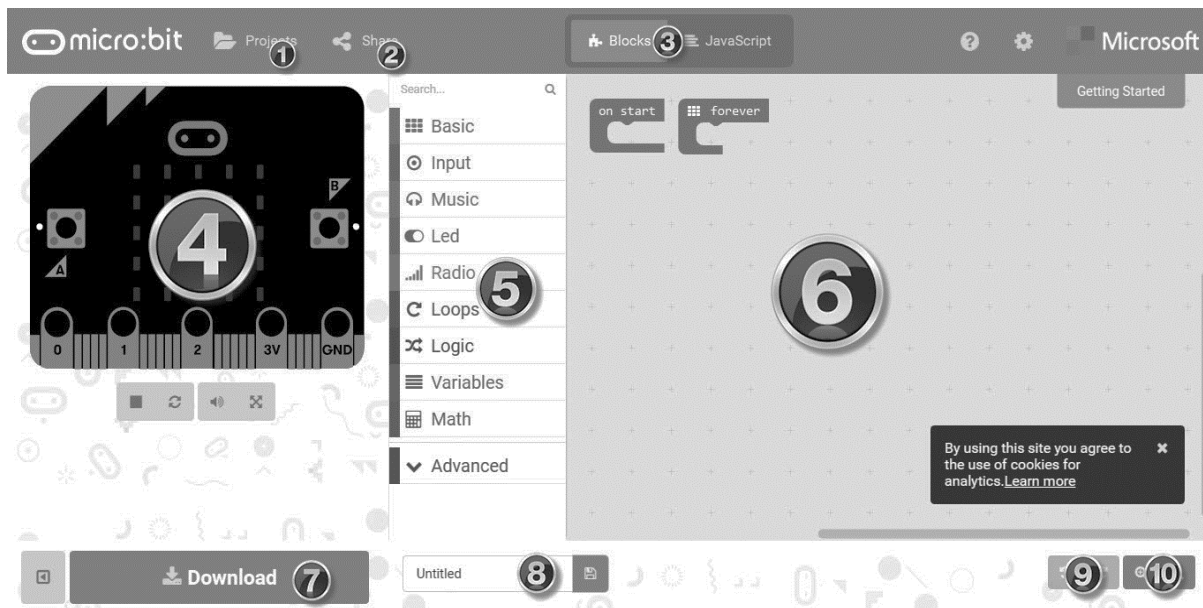 micro:bit Projects Share Blocks JavaScript Microsoft
1 2 3
Search... Getting Started
on start forever
Basic
Input
Music
Led
Radio
Loops
Logic
Variables
Math
Advanced
A B
0 1 2 3V GND
4 5 6
By using this site you agree to
the use of cookies for
analytics.Learn more
Download 7 Untitled 8 9 10